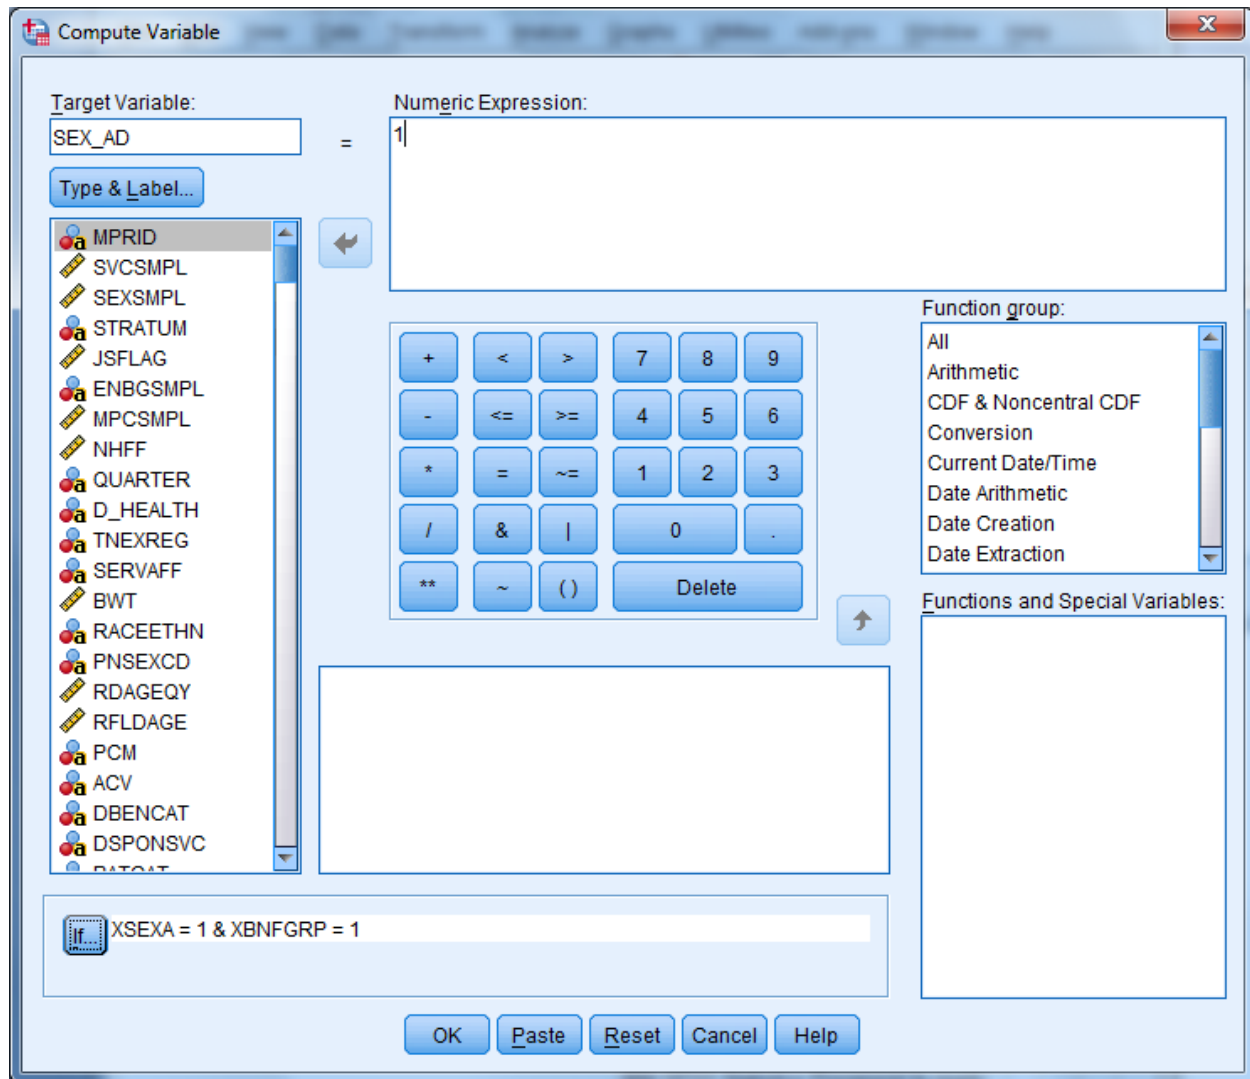 Compute Variable
Target Variable:
SEX_AD
=
Numeric Expression:
1
Type & Label...
MPRID
SVCSMPL
SEXSMPL
STRATUM
JSFLAG
ENBGSMPL
MPCSMPL
NHFF
QUARTER
D_HEALTH
TNEXREG
SERVAFF
BWT
RACEETHN
PNSEXCD
RDAGEQY
RFLDAGE
PCM
ACV
DBENCAT
DSPONSVC
+ < > 7 8 9
- <= >= 4 5 6
* = ~= 1 2 3
/ & | 0 .
** ~ ( ) Delete
Function group:
All
Arithmetic
CDF & Noncentral CDF
Conversion
Current Date/Time
Date Arithmetic
Date Creation
Date Extraction
Functions and Special Variables:
If... XSEXA = 1 & XBNFGRP = 1
OK Paste Reset Cancel Help